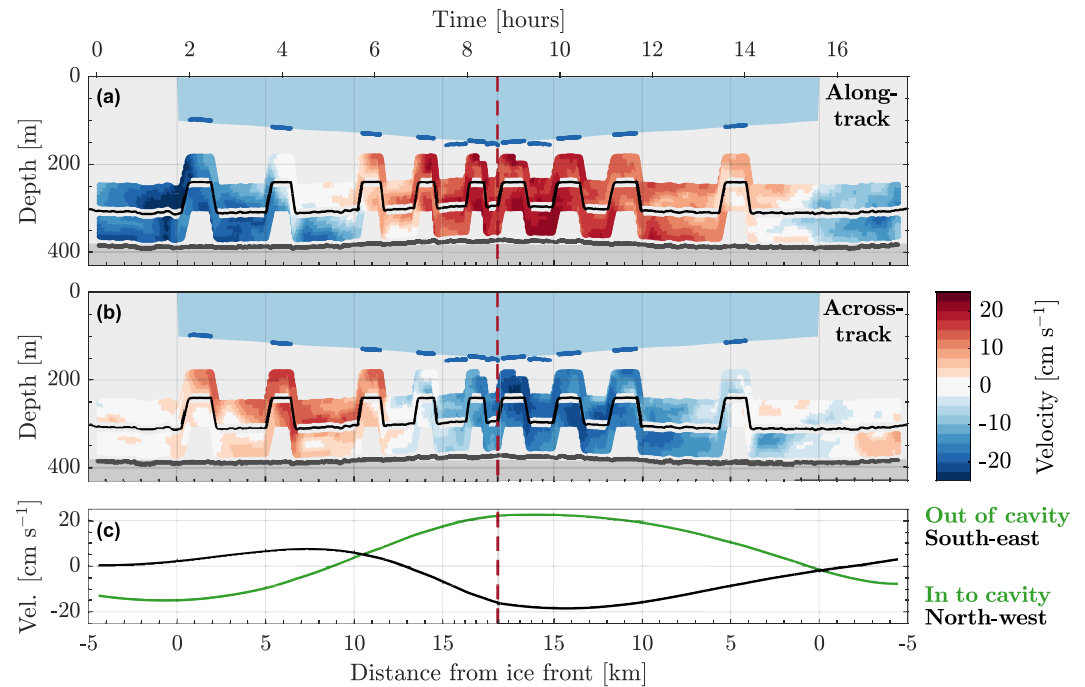 Time [hours]
0 2 4 6 8 10 12 14 16
(a)
Along-
track
Depth [m]
0
200
400
(b)
Across-
track
Depth [m]
0
200
400
20
10
0
-10
-20
Velocity [cm s⁻¹]
(c)
Vel. [cm s⁻¹]
20
0
-20
Out of cavity
South-east
In to cavity
North-west
-5 0 5 10 15 15 10 5 0 -5
Distance from ice front [km]